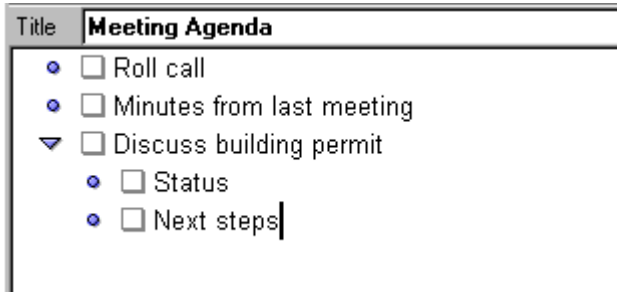 Title Meeting Agenda
Roll call
Minutes from last meeting
Discuss building permit
Status
Next steps